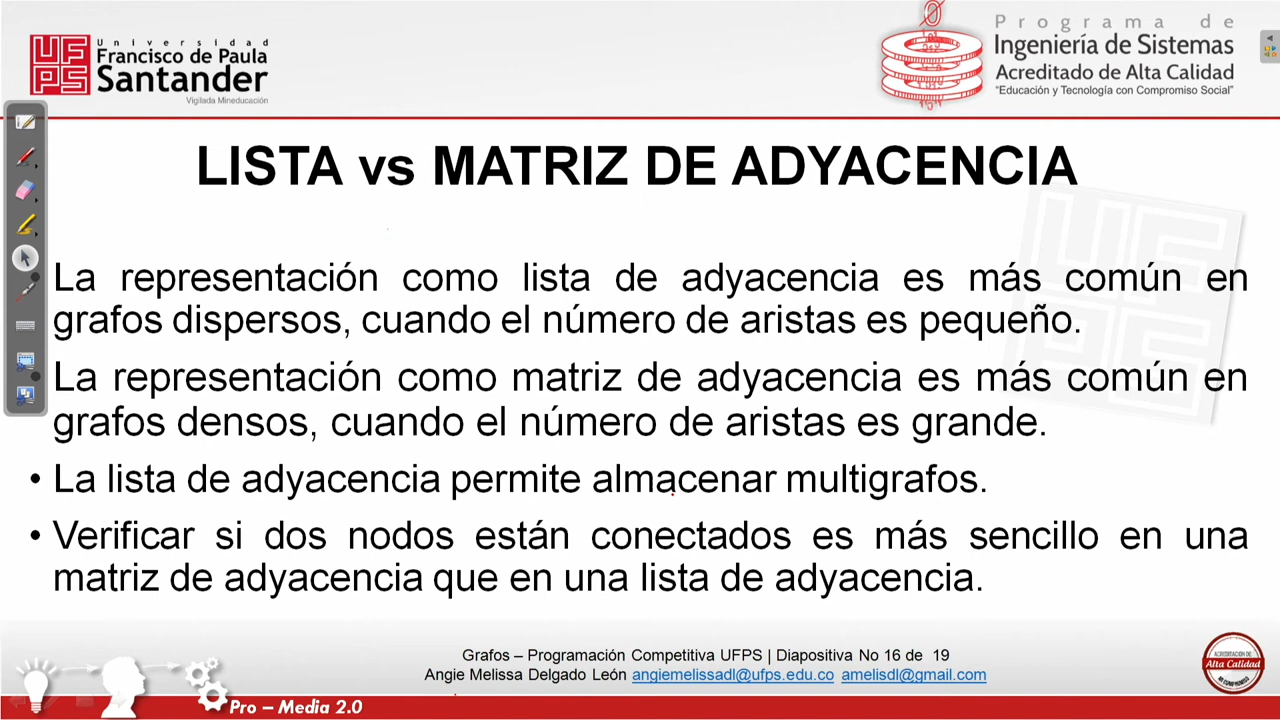 UFPS
Universidad
Francisco de Paula
Santander
Vigilada Mineducación
Programa de
Ingeniería de Sistemas
Acreditado de Alta Calidad
"Educación y Tecnología con Compromiso Social"
LISTA vs MATRIZ DE ADYACENCIA
La representación como lista de adyacencia es más común en
grafos dispersos, cuando el número de aristas es pequeño.
La representación como matriz de adyacencia es más común en
grafos densos, cuando el número de aristas es grande.
• La lista de adyacencia permite almacenar multigrafos.
• Verificar si dos nodos están conectados es más sencillo en una
matriz de adyacencia que en una lista de adyacencia.
Grafos – Programación Competitiva UFPS | Diapositiva No 16 de 19
Angie Melissa Delgado León angiemelissadl@ufps.edu.co amelisdl@gmail.com
ACREDITACIÓN DE
Alta Calidad
Pro – Media 2.0